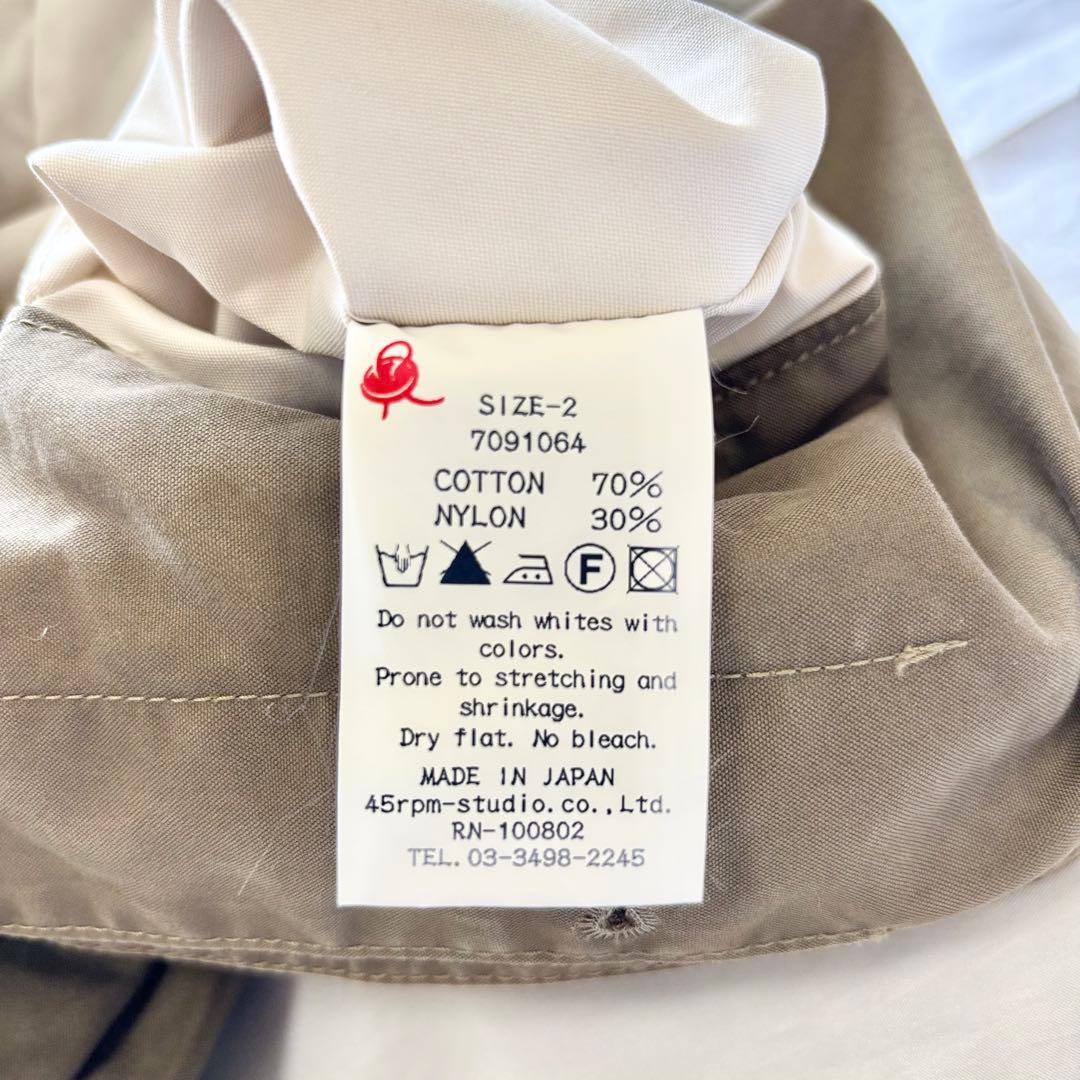 SIZE-2
7091064
COTTON 70%
NYLON 30%
F
Do not wash whites with
colors.
Prone to stretching and
shrinkage.
Dry flat. No bleach.
MADE IN JAPAN
45rpm-studio.co.,Ltd.
RN-100802
TEL. 03-3498-2245